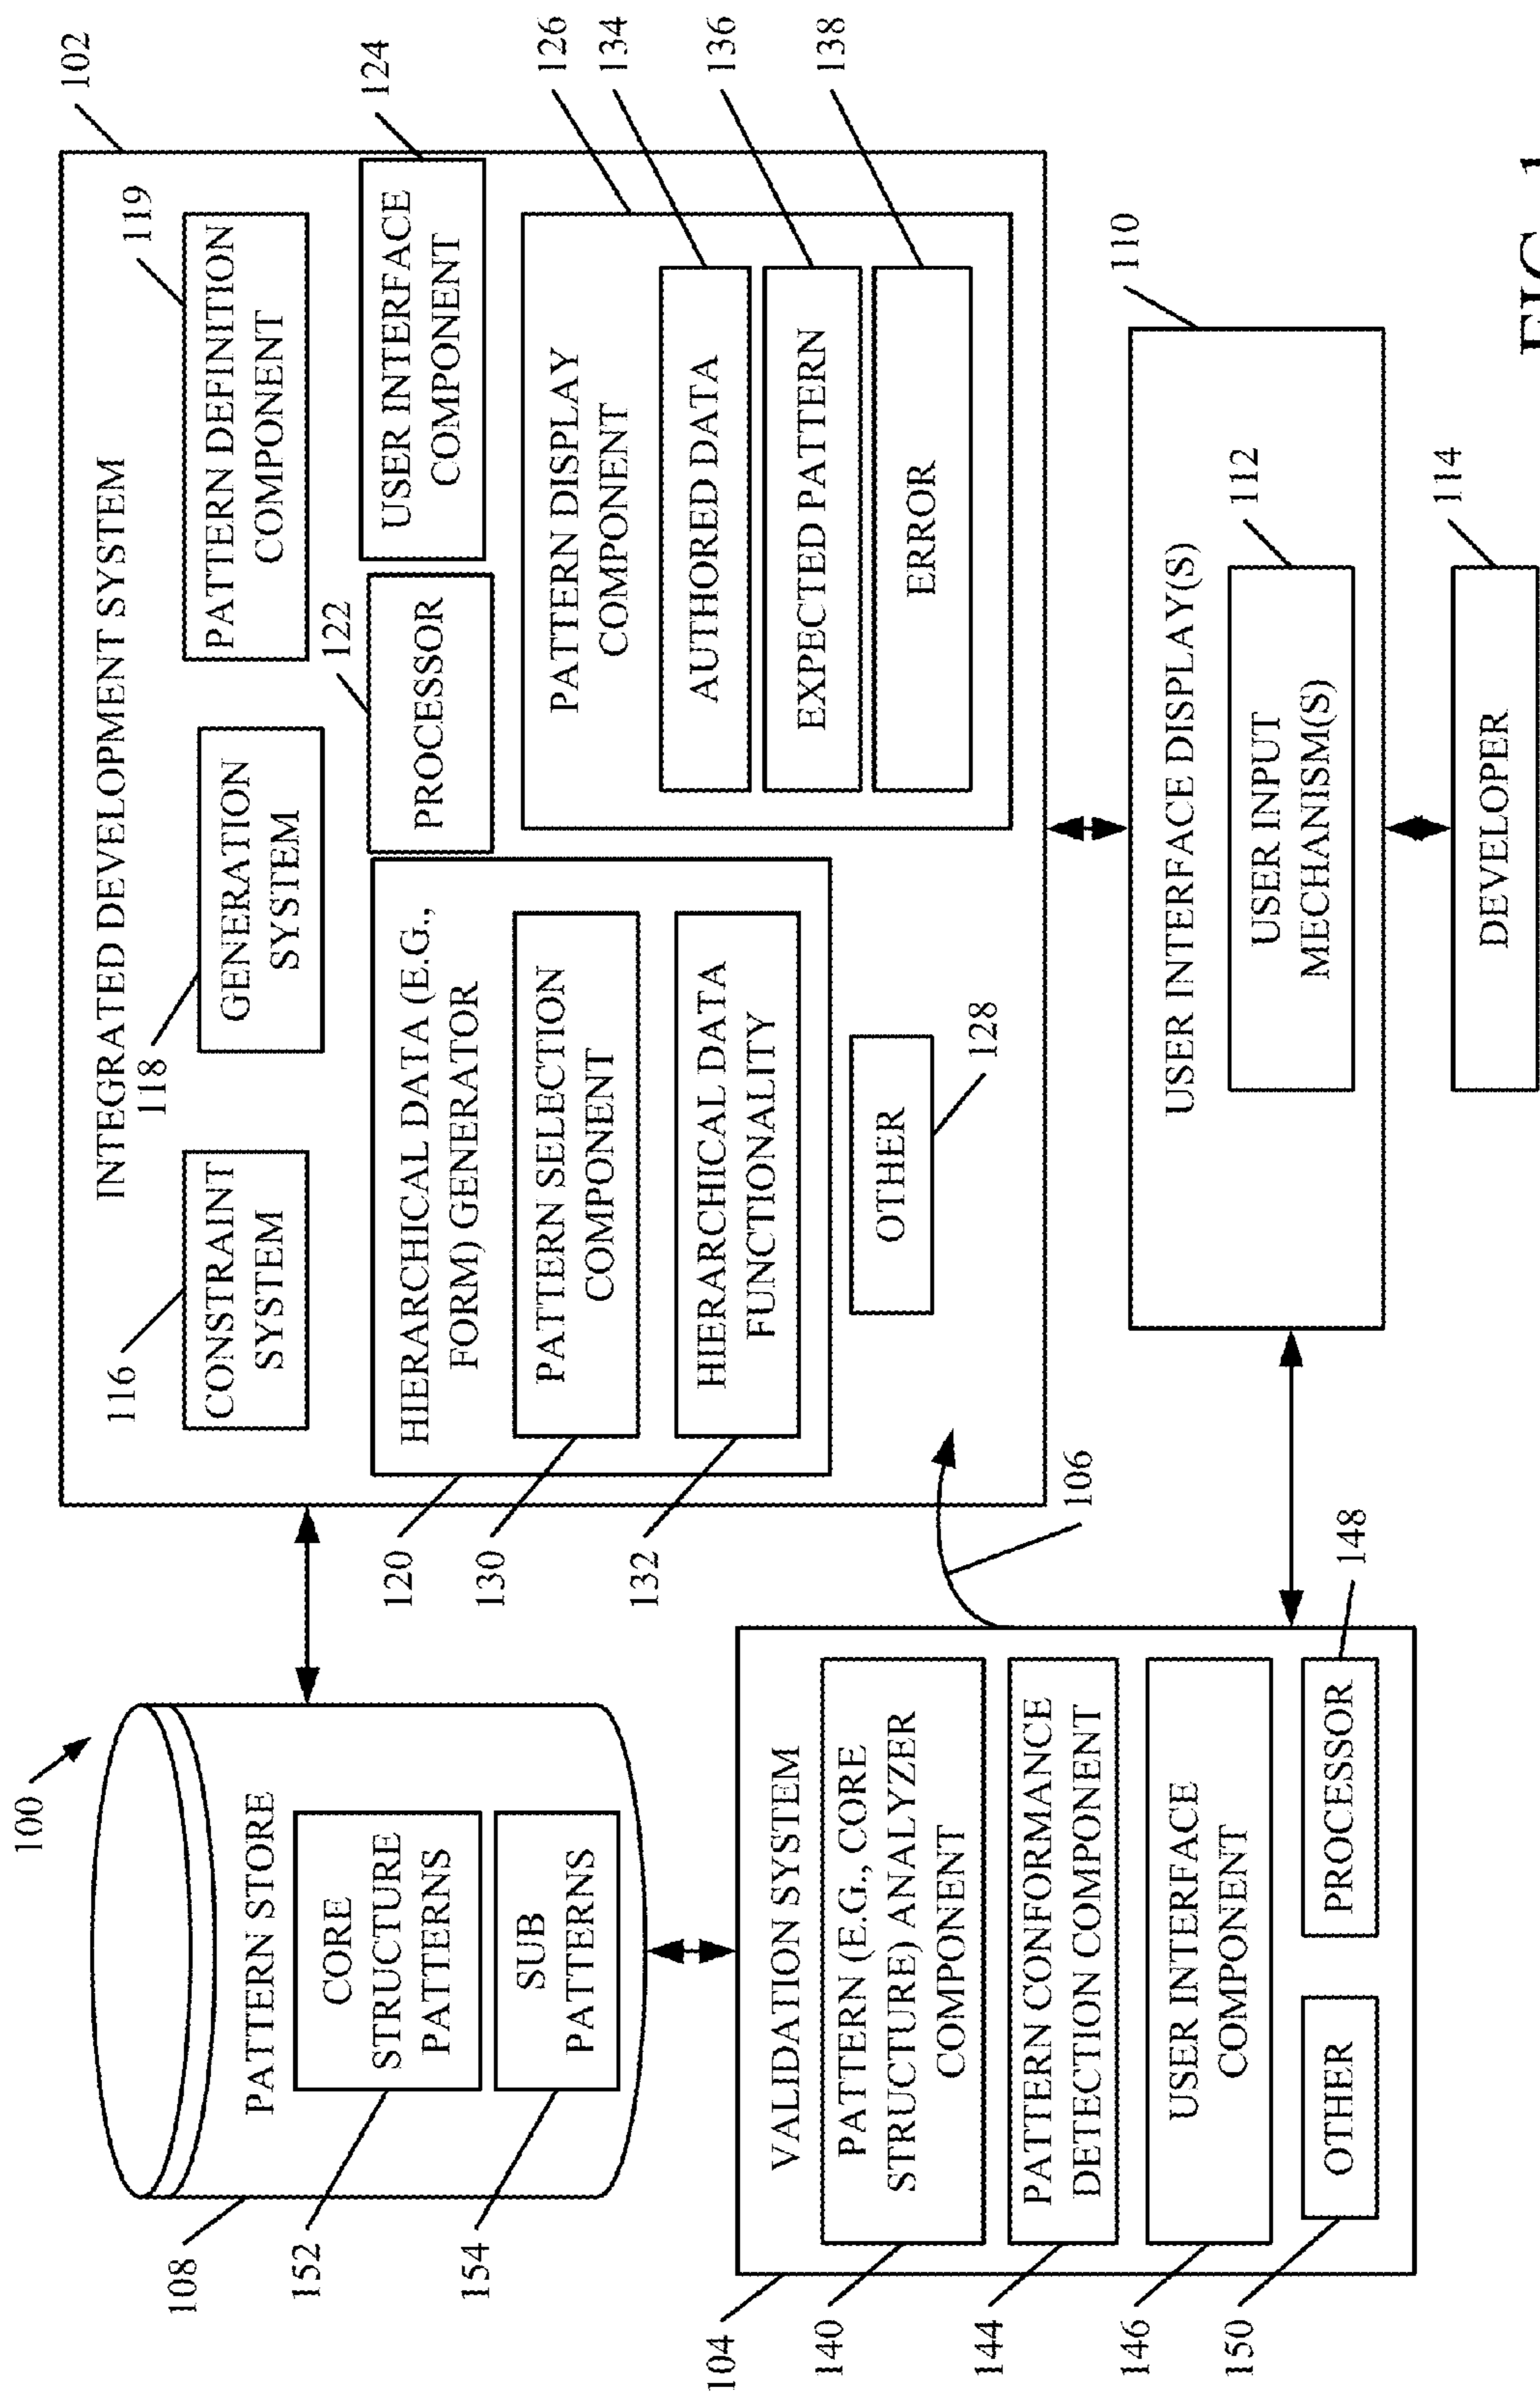 100
PATTERN STORE
CORE
STRUCTURE
PATTERNS
SUB
PATTERNS
108
152
154
INTEGRATED DEVELOPMENT SYSTEM
102
116
CONSTRAINT
SYSTEM
118
GENERATION
SYSTEM
119
PATTERN DEFINITION
COMPONENT
HIERARCHICAL DATA (E.G.,
FORM) GENERATOR
PATTERN SELECTION
COMPONENT
HIERARCHICAL DATA
FUNCTIONALITY
120
130
132
122
PROCESSOR
124
USER INTERFACE
COMPONENT
PATTERN DISPLAY
COMPONENT
AUTHORED DATA
EXPECTED PATTERN
ERROR
126
134
136
138
OTHER
128
106
VALIDATION SYSTEM
PATTERN (E.G., CORE
STRUCTURE) ANALYZER
COMPONENT
PATTERN CONFORMANCE
DETECTION COMPONENT
USER INTERFACE
COMPONENT
OTHER
PROCESSOR
104
140
144
146
150
148
110
USER INTERFACE DISPLAY(S)
112
USER INPUT
MECHANISM(S)
114
DEVELOPER
FIG. 1